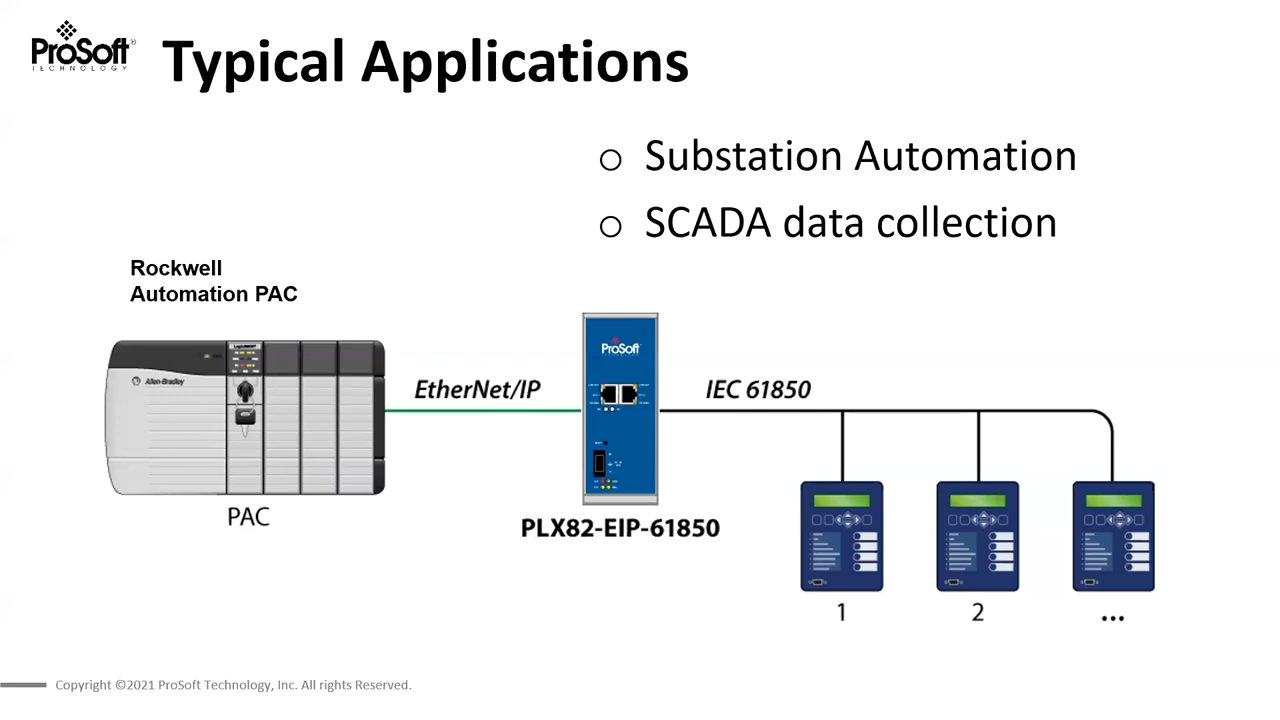 ProSoft
TECHNOLOGY
Typical Applications
o Substation Automation
o SCADA data collection
Rockwell
Automation PAC
Allen-Bradley
ProSoft
EtherNet/IP
IEC 61850
PAC
PLX82-EIP-61850
1
2
...
Copyright ©2021 ProSoft Technology, Inc. All rights Reserved.